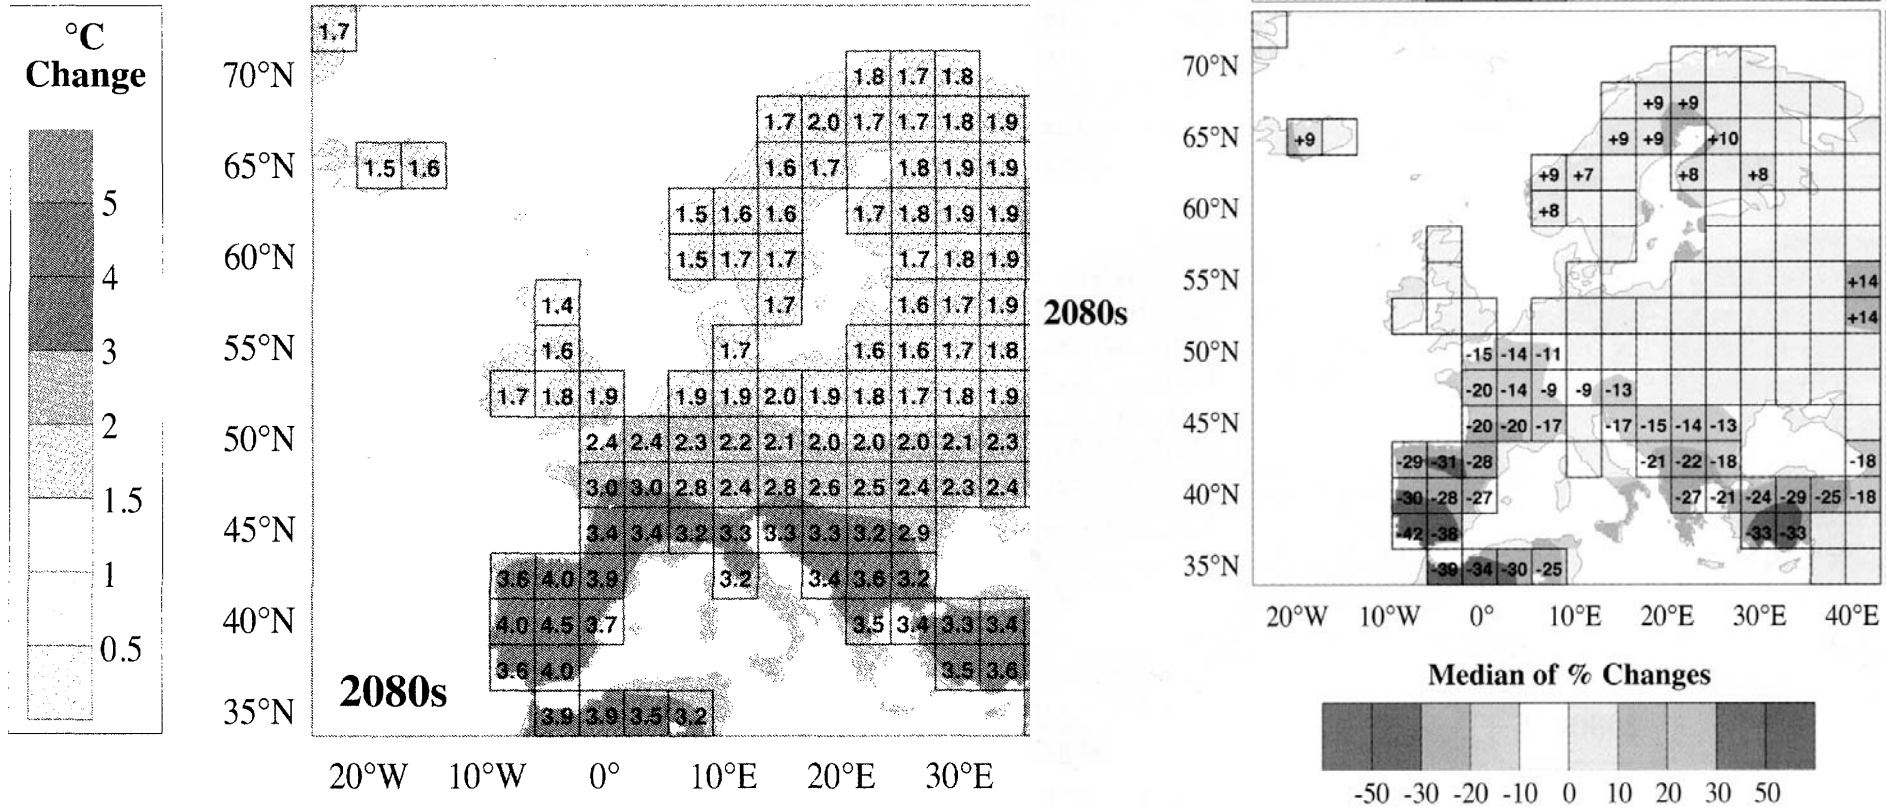 °C
Change
5
4
3
2
1.5
1
0.5
70°N
65°N
60°N
55°N
50°N
45°N
40°N
35°N
1.7
1.8 1.7 1.8
1.7 2.0 1.7 1.7 1.8 1.9
1.5 1.6 1.6 1.7 1.8 1.9 1.9
1.5 1.6 1.6 1.7 1.8 1.9 1.9
1.5 1.7 1.7 1.7 1.8 1.9
1.4 1.7 1.6 1.7 1.9
1.6 1.7 1.6 1.6 1.7 1.8
1.7 1.8 1.9 1.9 1.9 2.0 1.9 1.8 1.7 1.8 1.9
2.4 2.4 2.3 2.2 2.1 2.0 2.0 2.0 2.1 2.3
3.0 3.0 2.8 2.4 2.8 2.6 2.5 2.4 2.3 2.4
3.4 3.4 3.2 3.3 3.3 3.3 3.2 2.9
3.6 4.0 3.9 3.2 3.4 3.6 3.2
4.0 4.5 3.7 3.5 3.4 3.3 3.4
3.6 4.0 3.5 3.6
3.9 3.9 3.5 3.2
2080s
20°W 10°W 0° 10°E 20°E 30°E
2080s
70°N
65°N
60°N
55°N
50°N
45°N
40°N
35°N
+9 +9
+9 +9 +9 +10
+9 +7 +8 +8
+8
+14
+14
-15 -14 -11
-20 -14 -9 -9 -13
-20 -20 -17 -17 -15 -14 -13
-29 -31 -28 -21 -22 -18 -18
-30 -28 -27 -27 -21 -24 -29 -25 -18
-42 -38 -33 -33
-39 -34 -30 -25
20°W 10°W 0° 10°E 20°E 30°E 40°E
Median of % Changes
-50 -30 -20 -10 0 10 20 30 50